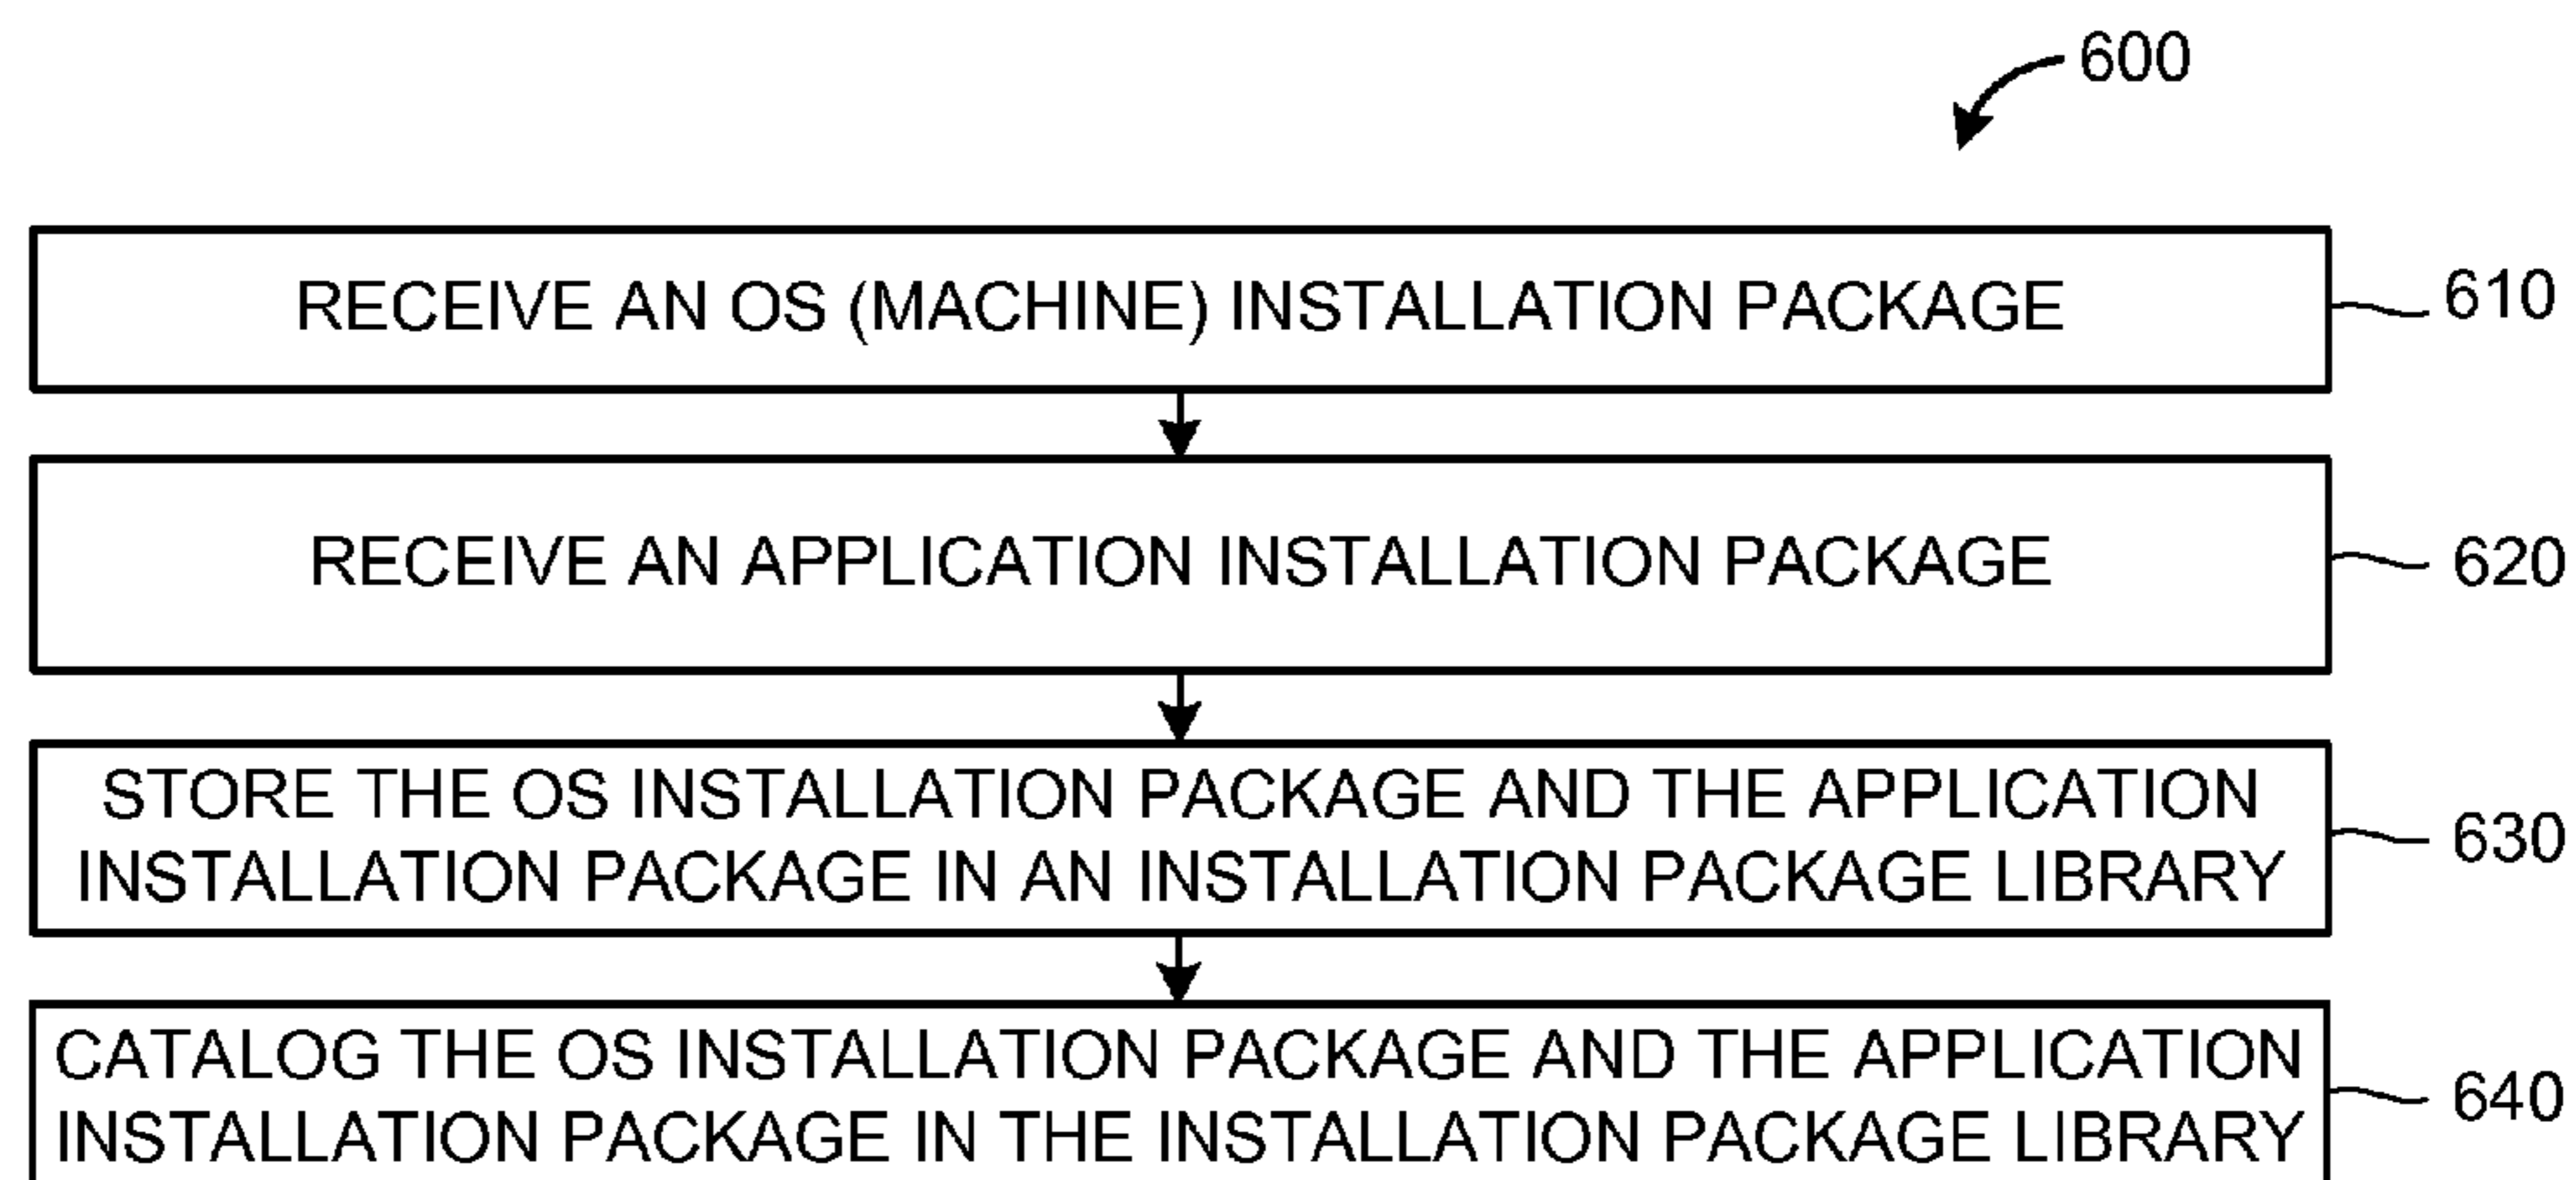 600
RECEIVE AN OS (MACHINE) INSTALLATION PACKAGE
610
RECEIVE AN APPLICATION INSTALLATION PACKAGE
620
STORE THE OS INSTALLATION PACKAGE AND THE APPLICATION
INSTALLATION PACKAGE IN AN INSTALLATION PACKAGE LIBRARY
630
CATALOG THE OS INSTALLATION PACKAGE AND THE APPLICATION
INSTALLATION PACKAGE IN THE INSTALLATION PACKAGE LIBRARY
640